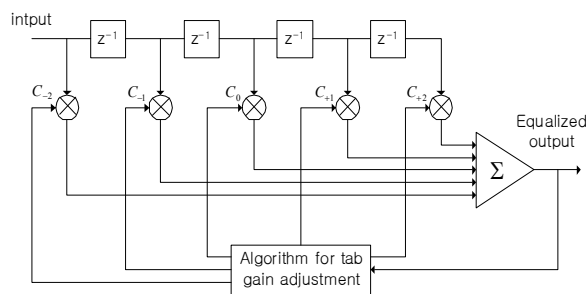 intput
z⁻¹ z⁻¹ z⁻¹ z⁻¹
C₋₂ C₋₁ C₀ C₊₁ C₊₂
Equalized
output
Σ
Algorithm for tab
gain adjustment